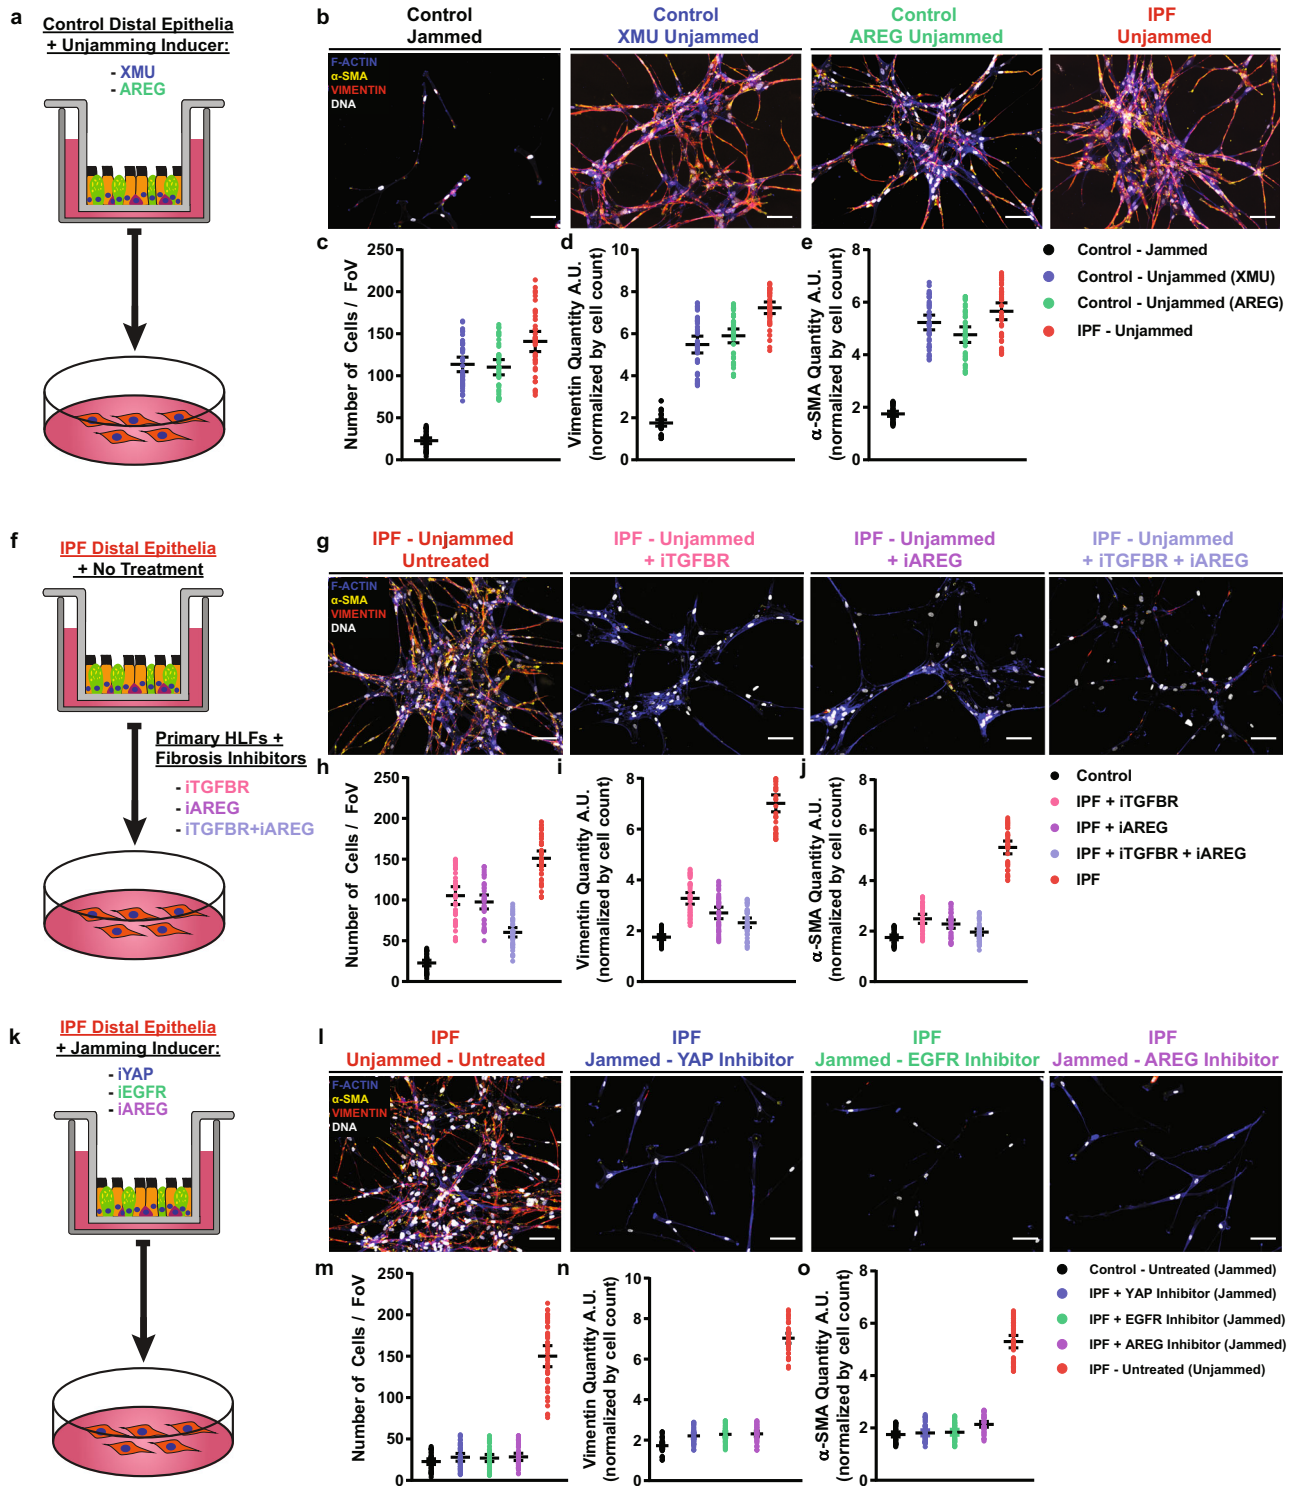 a
Control Distal Epithelia
+ Unjamming Inducer:
- XMU
- AREG
b
Control
Jammed
Control
XMU Unjammed
Control
AREG Unjammed
IPF
Unjammed
F-ACTIN
α-SMA
VIMENTIN
DNA
c
Number of Cells / FoV
250
200
150
100
50
0
d
Vimentin Quantity A.U.
(normalized by cell count)
10
8
6
4
2
0
e
α-SMA Quantity A.U.
(normalized by cell count)
8
6
4
2
0
Control - Jammed
Control - Unjammed (XMU)
Control - Unjammed (AREG)
IPF - Unjammed
f
IPF Distal Epithelia
+ No Treatment
Primary HLFs +
Fibrosis Inhibitors
- iTGFBR
- iAREG
- iTGFBR+iAREG
g
IPF - Unjammed
Untreated
IPF - Unjammed
+ iTGFBR
IPF - Unjammed
+ iAREG
IPF - Unjammed
+ iTGFBR + iAREG
F-ACTIN
α-SMA
VIMENTIN
DNA
h
Number of Cells / FoV
250
200
150
100
50
0
i
Vimentin Quantity A.U.
(normalized by cell count)
8
6
4
2
0
j
α-SMA Quantity A.U.
(normalized by cell count)
8
6
4
2
0
Control
IPF + iTGFBR
IPF + iAREG
IPF + iTGFBR + iAREG
IPF
k
IPF Distal Epithelia
+ Jamming Inducer:
- iYAP
- iEGFR
- iAREG
l
IPF
Unjammed - Untreated
IPF
Jammed - YAP Inhibitor
IPF
Jammed - EGFR Inhibitor
IPF
Jammed - AREG Inhibitor
F-ACTIN
α-SMA
VIMENTIN
DNA
m
Number of Cells / FoV
250
200
150
100
50
0
n
Vimentin Quantity A.U.
(normalized by cell count)
10
8
6
4
2
0
o
α-SMA Quantity A.U.
(normalized by cell count)
8
6
4
2
0
Control - Untreated (Jammed)
IPF + YAP Inhibitor (Jammed)
IPF + EGFR Inhibitor (Jammed)
IPF + AREG Inhibitor (Jammed)
IPF - Untreated (Unjammed)